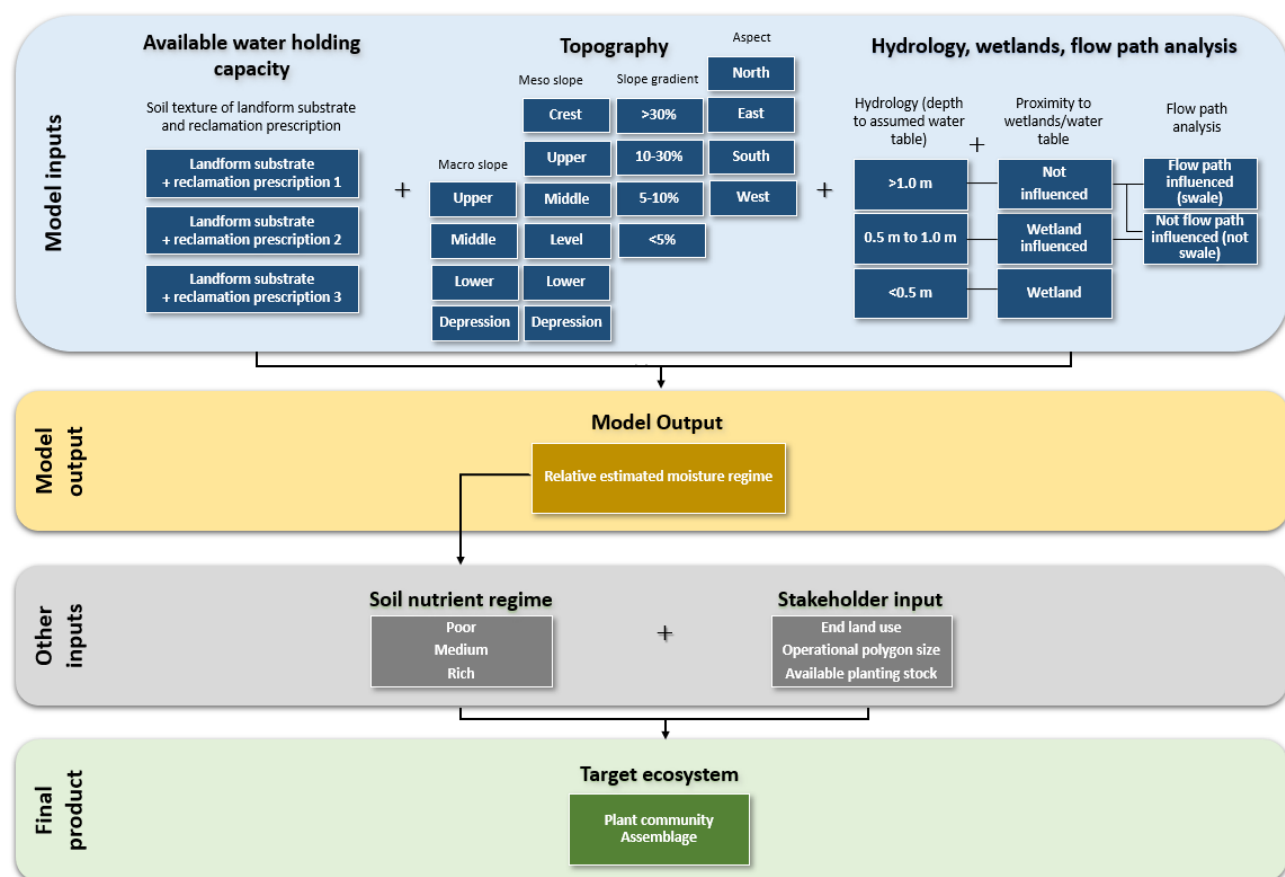 Model inputs
Available water holding
capacity
Soil texture of landform substrate
and reclamation prescription
Landform substrate
+ reclamation prescription 1
Landform substrate
+ reclamation prescription 2
Landform substrate
+ reclamation prescription 3
+
Topography
Macro slope
Upper
Middle
Lower
Depression
Meso slope
Crest
Upper
Middle
Level
Lower
Depression
Slope gradient
>30%
10-30%
5-10%
<5%
Aspect
North
East
South
West
+
Hydrology, wetlands, flow path analysis
Hydrology (depth
to assumed water
table)
>1.0 m
0.5 m to 1.0 m
<0.5 m
+
Proximity to
wetlands/water
table
Not
influenced
Wetland
influenced
Wetland
Flow path
analysis
Flow path
influenced
(swale)
Not flow path
influenced (not
swale)
Model
output
Model Output
Relative estimated moisture regime
Other
inputs
Soil nutrient regime
Poor
Medium
Rich
+
Stakeholder input
End land use
Operational polygon size
Available planting stock
Final
product
Target ecosystem
Plant community
Assemblage